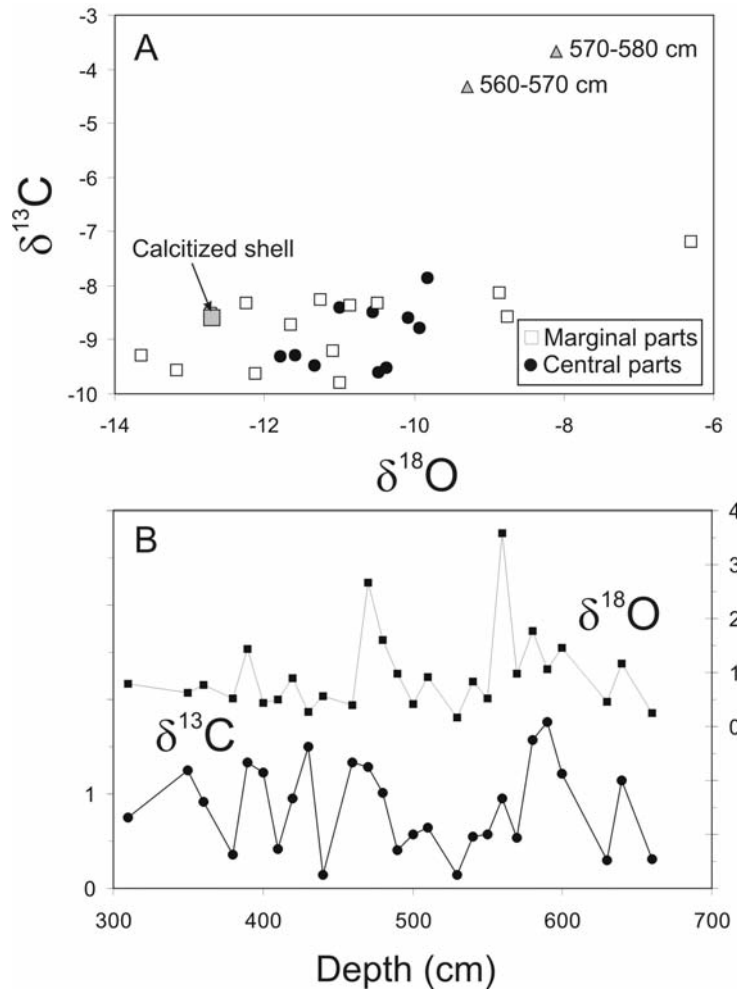 A
-3
-4
-5
-6
-7
-8
-9
-10
δ13C
570-580 cm
560-570 cm
Calcitized shell
Marginal parts
Central parts
-14 -12 -10 -8 -6
δ18O
B
4
3
2
1
0
δ18O
δ13C
1
0
300 400 500 600 700
Depth (cm)